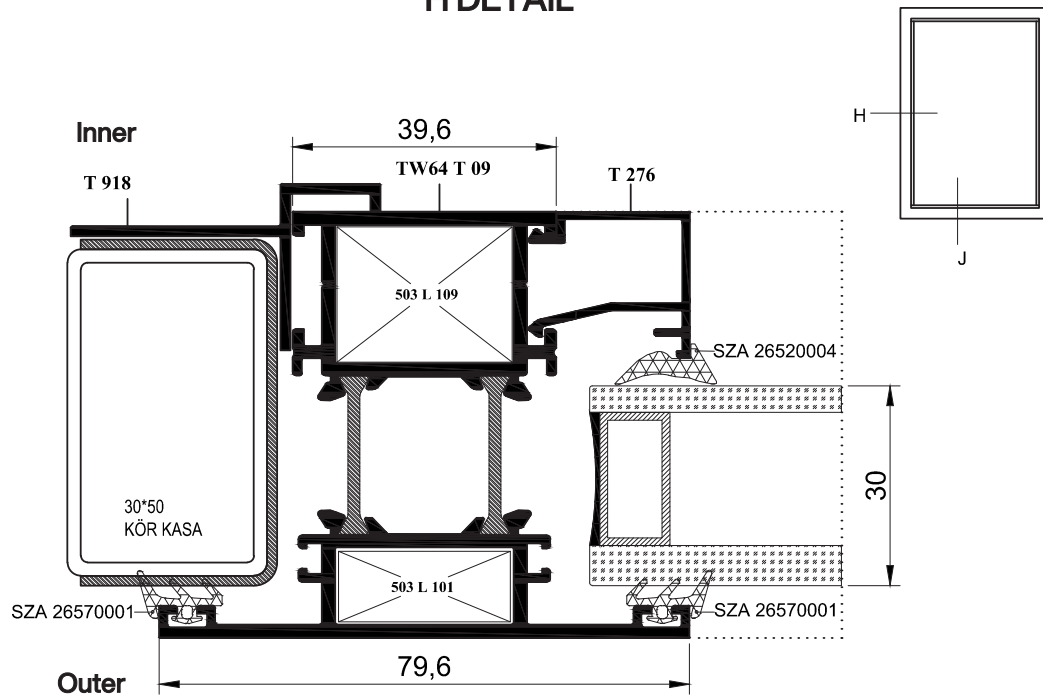 H DETAIL
H
J
Inner
39,6
T 918
TW64 T 09
T 276
503 L 109
SZA 26520004
30
30*50
KÖR KASA
503 L 101
SZA 26570001
SZA 26570001
79,6
Outer